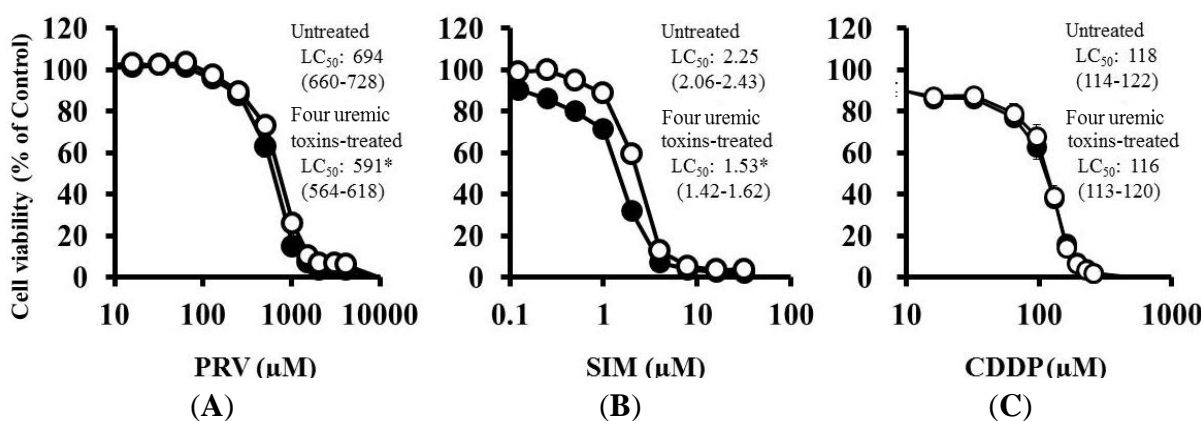 Cell viability (% of Control)
120
100
80
60
40
20
0
10
100
1000
10000
Untreated
LC50: 694
(660-728)
Four uremic
toxins-treated
LC50: 591*
(564-618)
PRV (µM)
(A)
120
100
80
60
40
20
0
0.1
1
10
100
Untreated
LC50: 2.25
(2.06-2.43)
Four uremic
toxins-treated
LC50: 1.53*
(1.42-1.62)
SIM (µM)
(B)
120
100
80
60
40
20
0
10
100
1000
Untreated
LC50: 118
(114-122)
Four uremic
toxins-treated
LC50: 116
(113-120)
CDDP(µM)
(C)